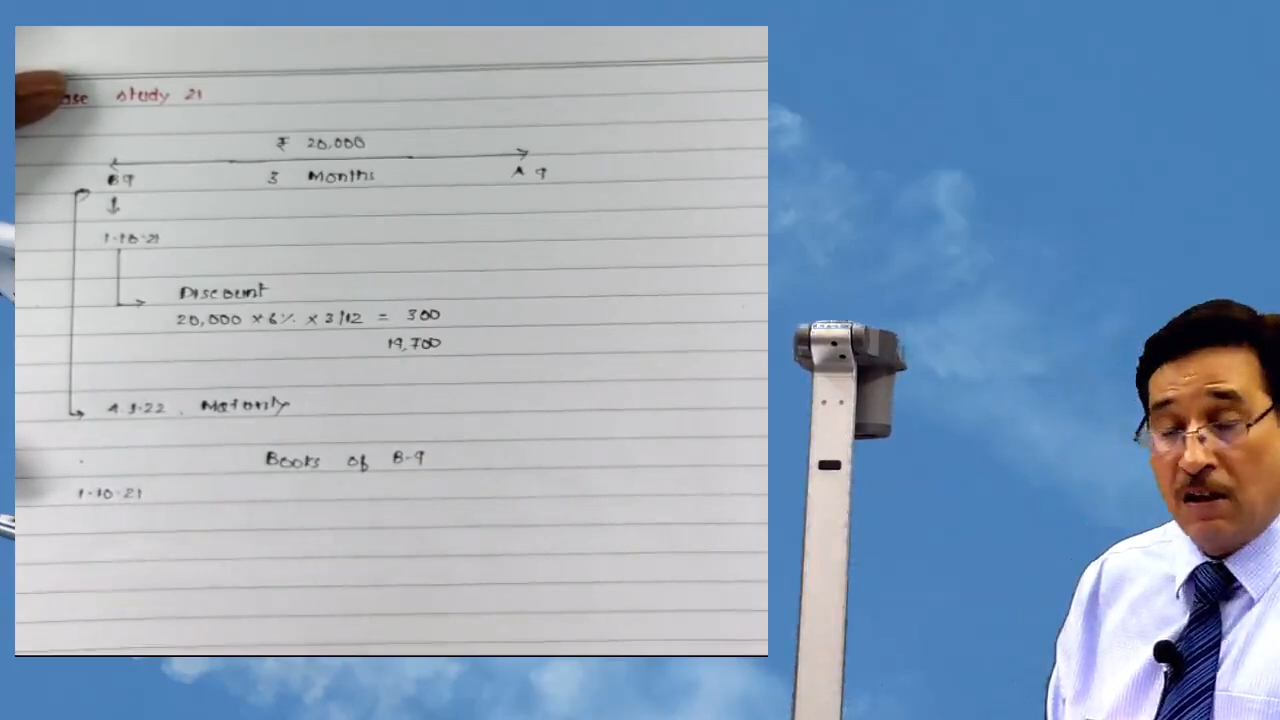 ase study 21
₹ 20,000
B9 3 Months A 9
1-10-21
Discount
20,000 × 6% × 3/12 = 300
19,700
4.1.22. Maturity
Books of B-9
1-10-21